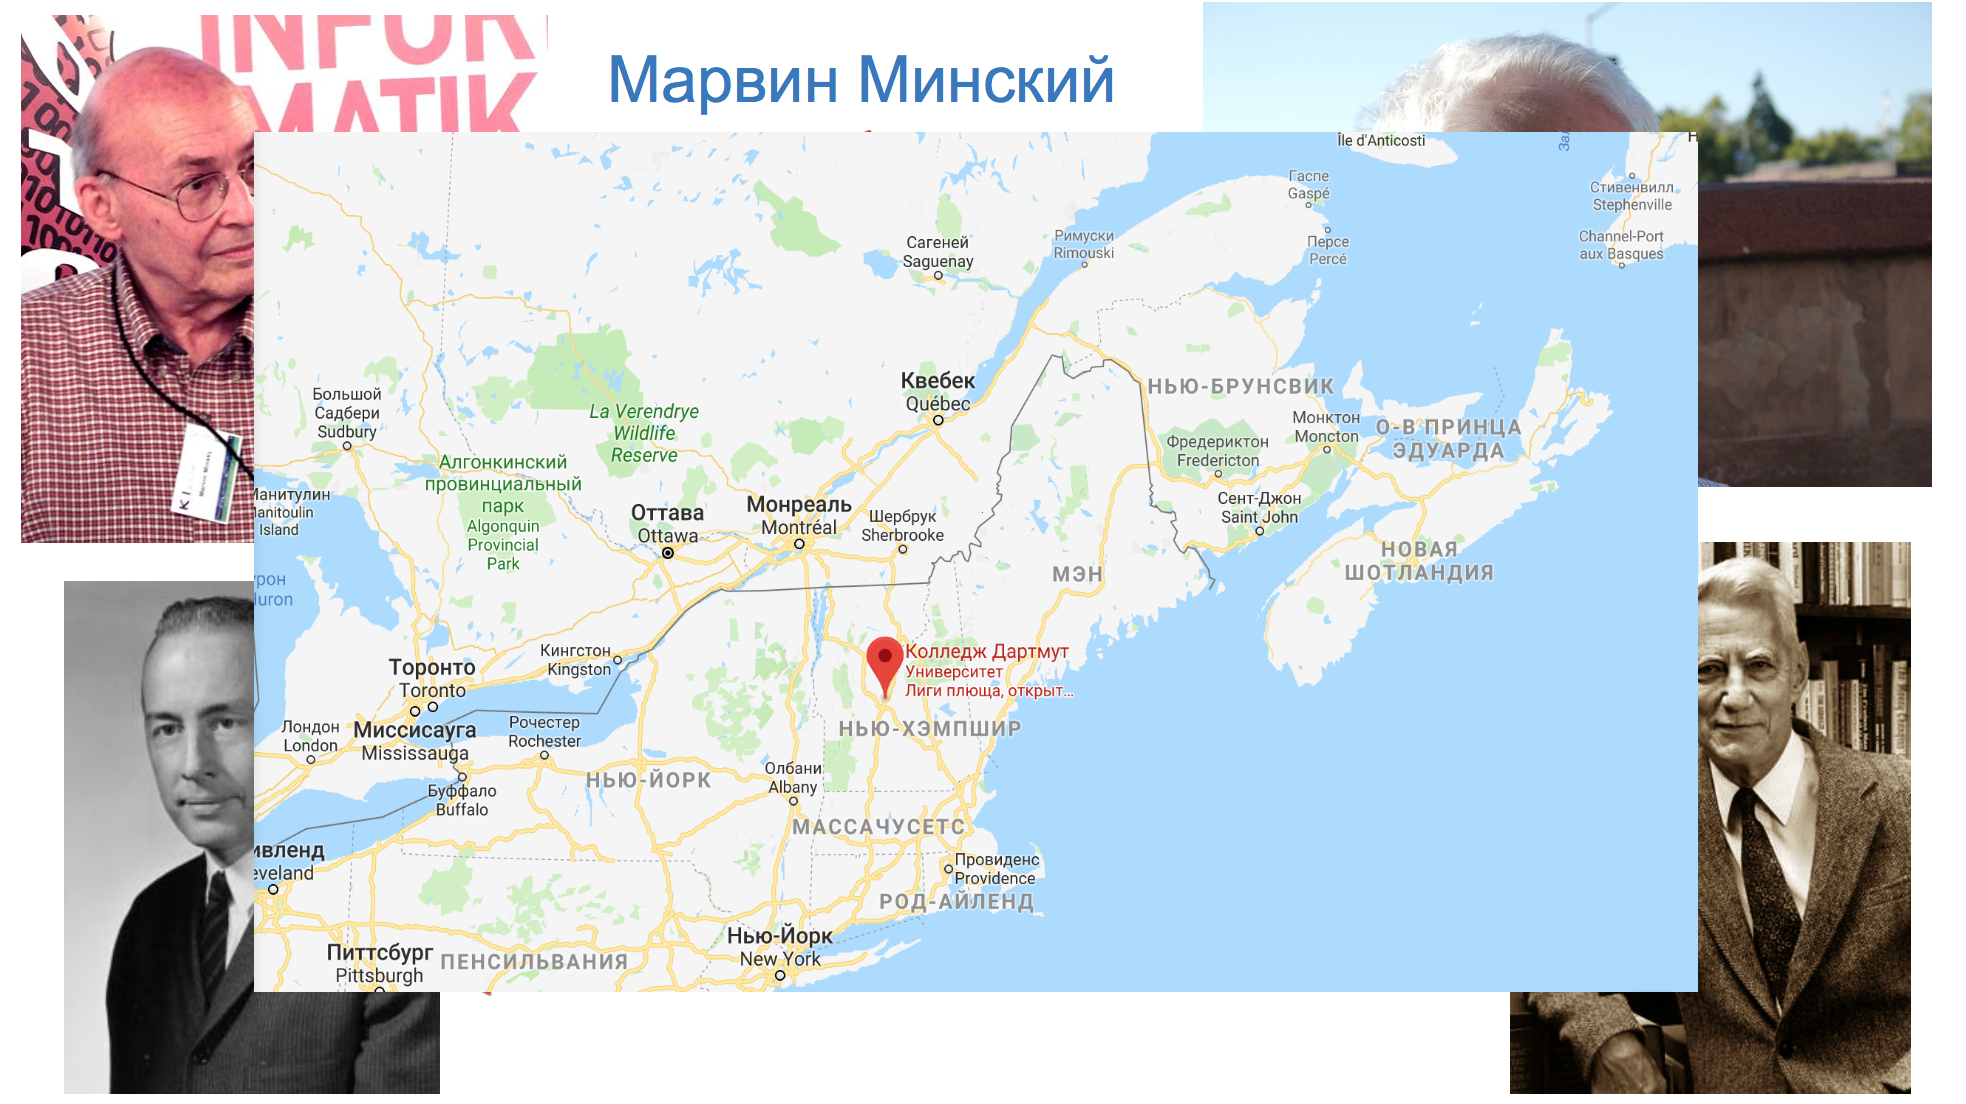 INFOR
MATIK
Марвин Минский
Île d'Anticosti
Гаспе
Gaspé
Стивенвилл
Stephenville
Channel-Port
aux Basques
Перcе
Percé
Римуски
Rimouski
Сагеней
Saguenay
Квебек
Québec
НЬЮ-БРУНСВИК
Монктон
Moncton
О-В ПРИНЦА
ЭДУАРДА
Фредериктон
Fredericton
Сент-Джон
Saint John
НОВАЯ
ШОТЛАНДИЯ
Большой
Садбери
Sudbury
La Verendrye
Wildlife
Reserve
Алгонкинский
провинциальный
парк
Algonquin
Provincial
Park
Манитулин
Manitoulin
Island
Оттава
Ottawa
Монреаль
Montréal
Шербрук
Sherbrooke
МЭН
урон
Huron
Кингстон
Kingston
Колледж Дартмут
Университет
Лиги плюща, открыт...
Торонто
Toronto
Миссисауга
Mississauga
Лондон
London
Рочестер
Rochester
НЬЮ-ХЭМПШИР
НЬЮ-ЙОРК
Олбани
Albany
Буффало
Buffalo
МАССАЧУСЕТС
ивленд
eveland
Провиденс
Providence
РОД-АЙЛЕНД
Нью-Йорк
New York
Питтсбург
Pittsburgh
ПЕНСИЛЬВАНИЯ